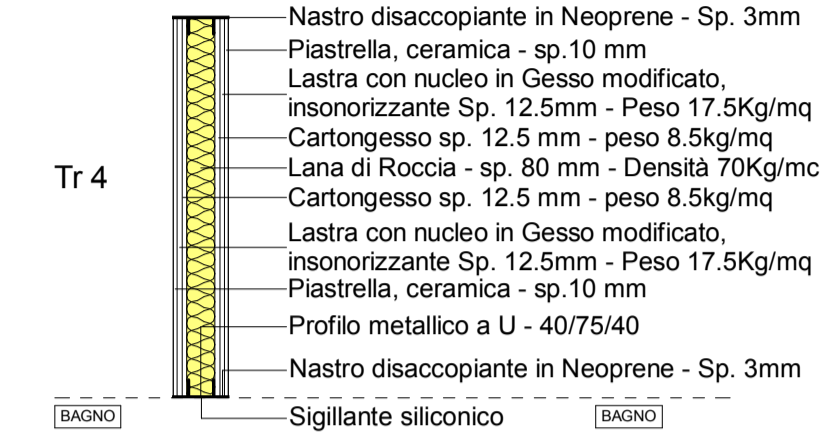 Nastro disaccopiante in Neoprene - Sp. 3mm
Piastrella, ceramica - sp.10 mm
Lastra con nucleo in Gesso modificato,
insonorizzante Sp. 12.5mm - Peso 17.5Kg/mq
Cartongesso sp. 12.5 mm - peso 8.5kg/mq
Tr 4
Lana di Roccia - sp. 80 mm - Densità 70Kg/mc
Cartongesso sp. 12.5 mm - peso 8.5kg/mq
Lastra con nucleo in Gesso modificato,
insonorizzante Sp. 12.5mm - Peso 17.5Kg/mq
Piastrella, ceramica - sp.10 mm
Profilo metallico a U - 40/75/40
Nastro disaccopiante in Neoprene - Sp. 3mm
BAGNO
Sigillante siliconico
BAGNO